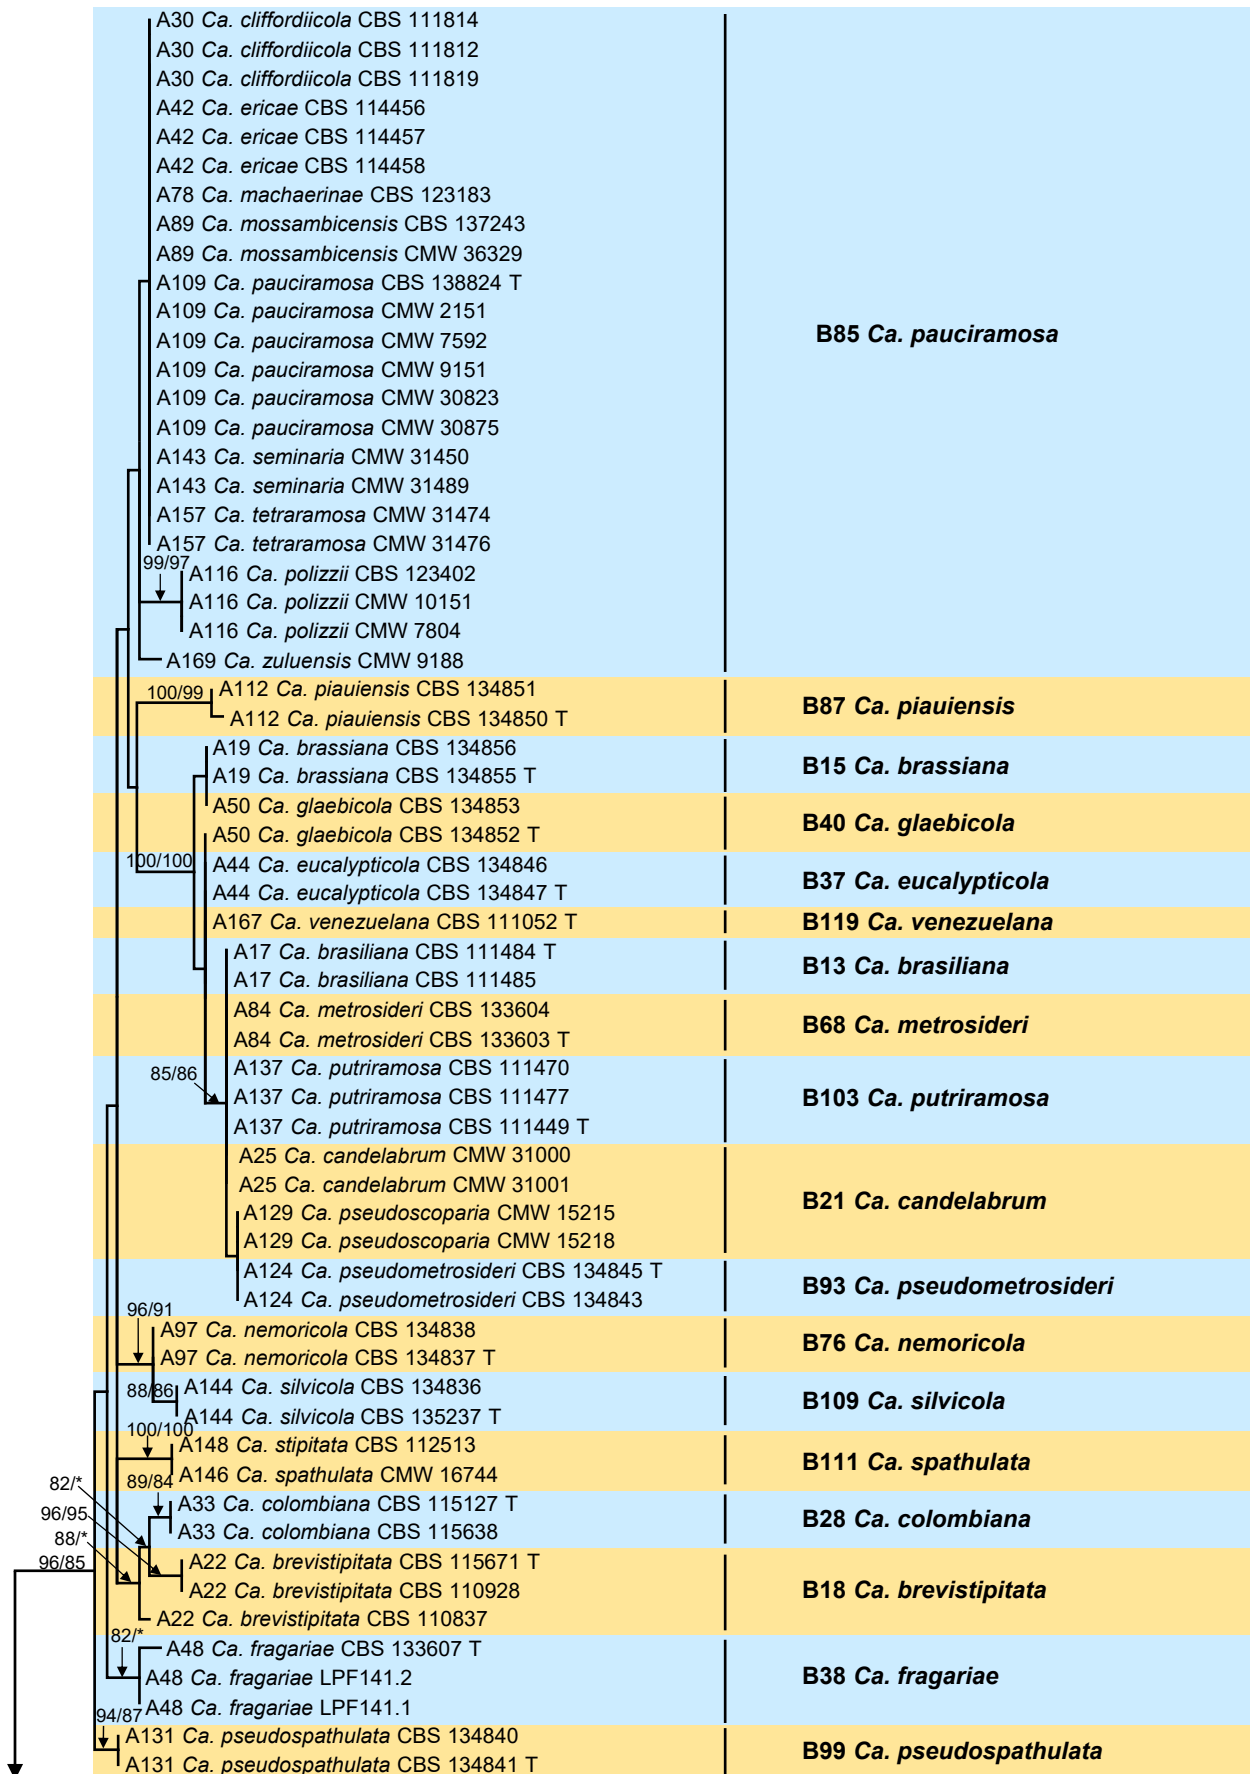 A30 Ca. cliffordiicola CBS 111814
A30 Ca. cliffordiicola CBS 111812
A30 Ca. cliffordiicola CBS 111819
A42 Ca. ericae CBS 114456
A42 Ca. ericae CBS 114457
A42 Ca. ericae CBS 114458
A78 Ca. machaerinae CBS 123183
A89 Ca. mossambicensis CBS 137243
A89 Ca. mossambicensis CMW 36329
A109 Ca. pauciramosa CBS 138824 T
A109 Ca. pauciramosa CMW 2151
A109 Ca. pauciramosa CMW 7592
B85 Ca. pauciramosa
A109 Ca. pauciramosa CMW 9151
A109 Ca. pauciramosa CMW 30823
A109 Ca. pauciramosa CMW 30875
A143 Ca. seminaria CMW 31450
A143 Ca. seminaria CMW 31489
A157 Ca. tetraramosa CMW 31474
A157 Ca. tetraramosa CMW 31476
99/97
A116 Ca. polizzii CBS 123402
A116 Ca. polizzii CMW 10151
A116 Ca. polizzii CMW 7804
A169 Ca. zuluensis CMW 9188
100/99
A112 Ca. piauiensis CBS 134851
A112 Ca. piauiensis CBS 134850 T
B87 Ca. piauiensis
A19 Ca. brassiana CBS 134856
A19 Ca. brassiana CBS 134855 T
B15 Ca. brassiana
A50 Ca. glaebicola CBS 134853
A50 Ca. glaebicola CBS 134852 T
B40 Ca. glaebicola
100/100
A44 Ca. eucalypticola CBS 134846
A44 Ca. eucalypticola CBS 134847 T
B37 Ca. eucalypticola
A167 Ca. venezuelana CBS 111052 T
B119 Ca. venezuelana
A17 Ca. brasiliana CBS 111484 T
A17 Ca. brasiliana CBS 111485
B13 Ca. brasiliana
A84 Ca. metrosideri CBS 133604
A84 Ca. metrosideri CBS 133603 T
B68 Ca. metrosideri
85/86
A137 Ca. putriramosa CBS 111470
A137 Ca. putriramosa CBS 111477
A137 Ca. putriramosa CBS 111449 T
B103 Ca. putriramosa
A25 Ca. candelabrum CMW 31000
A25 Ca. candelabrum CMW 31001
A129 Ca. pseudoscoparia CMW 15215
A129 Ca. pseudoscoparia CMW 15218
B21 Ca. candelabrum
A124 Ca. pseudometrosideri CBS 134845 T
A124 Ca. pseudometrosideri CBS 134843
B93 Ca. pseudometrosideri
96/91
A97 Ca. nemoricola CBS 134838
A97 Ca. nemoricola CBS 134837 T
B76 Ca. nemoricola
88/86
A144 Ca. silvicola CBS 134836
A144 Ca. silvicola CBS 135237 T
B109 Ca. silvicola
100/100
A148 Ca. stipitata CBS 112513
A146 Ca. spathulata CMW 16744
B111 Ca. spathulata
82/*
89/84
A33 Ca. colombiana CBS 115127 T
A33 Ca. colombiana CBS 115638
B28 Ca. colombiana
96/95
88/*
96/85
A22 Ca. brevistipitata CBS 115671 T
A22 Ca. brevistipitata CBS 110928
A22 Ca. brevistipitata CBS 110837
B18 Ca. brevistipitata
82/*
A48 Ca. fragariae CBS 133607 T
A48 Ca. fragariae LPF141.2
A48 Ca. fragariae LPF141.1
B38 Ca. fragariae
94/87
A131 Ca. pseudospathulata CBS 134840
A131 Ca. pseudospathulata CBS 134841 T
B99 Ca. pseudospathulata